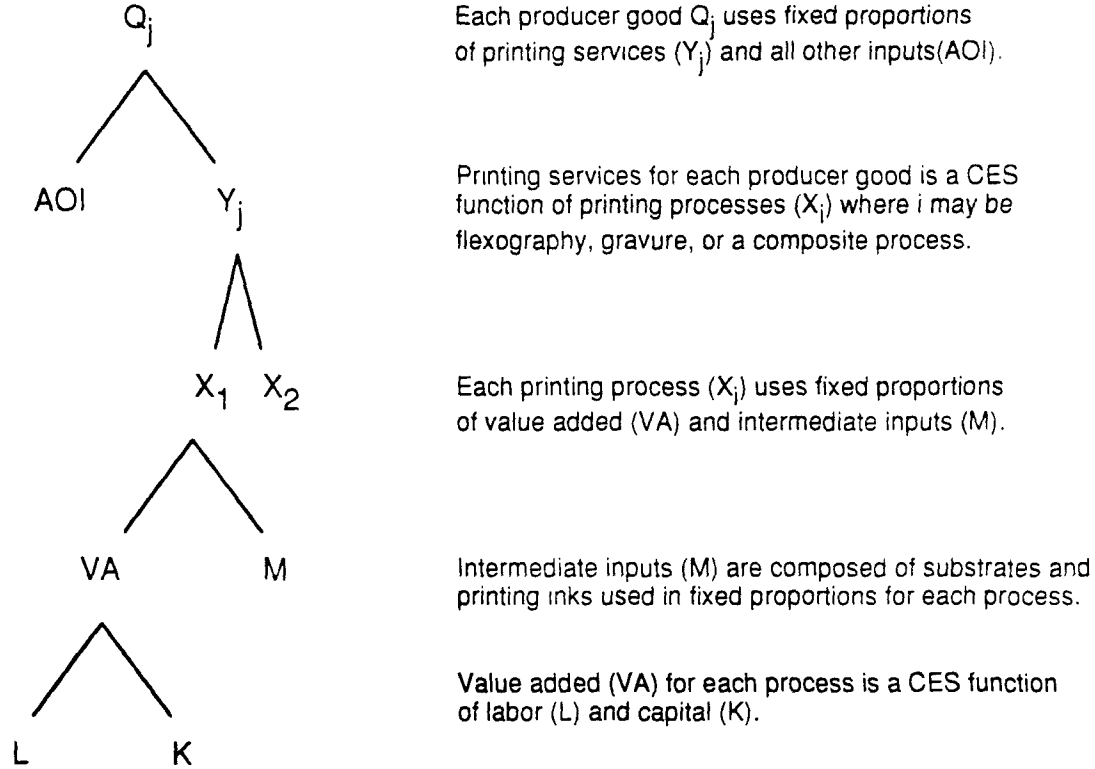 Qj
Each producer good Qj uses fixed proportions
of printing services (Yj) and all other inputs(AOI).
AOI
Yj
Printing services for each producer good is a CES
function of printing processes (Xi) where i may be
flexography, gravure, or a composite process.
X1 X2
Each printing process (Xi) uses fixed proportions
of value added (VA) and intermediate inputs (M).
VA
M
Intermediate inputs (M) are composed of substrates and
printing inks used in fixed proportions for each process.
Value added (VA) for each process is a CES function
of labor (L) and capital (K).
L
K